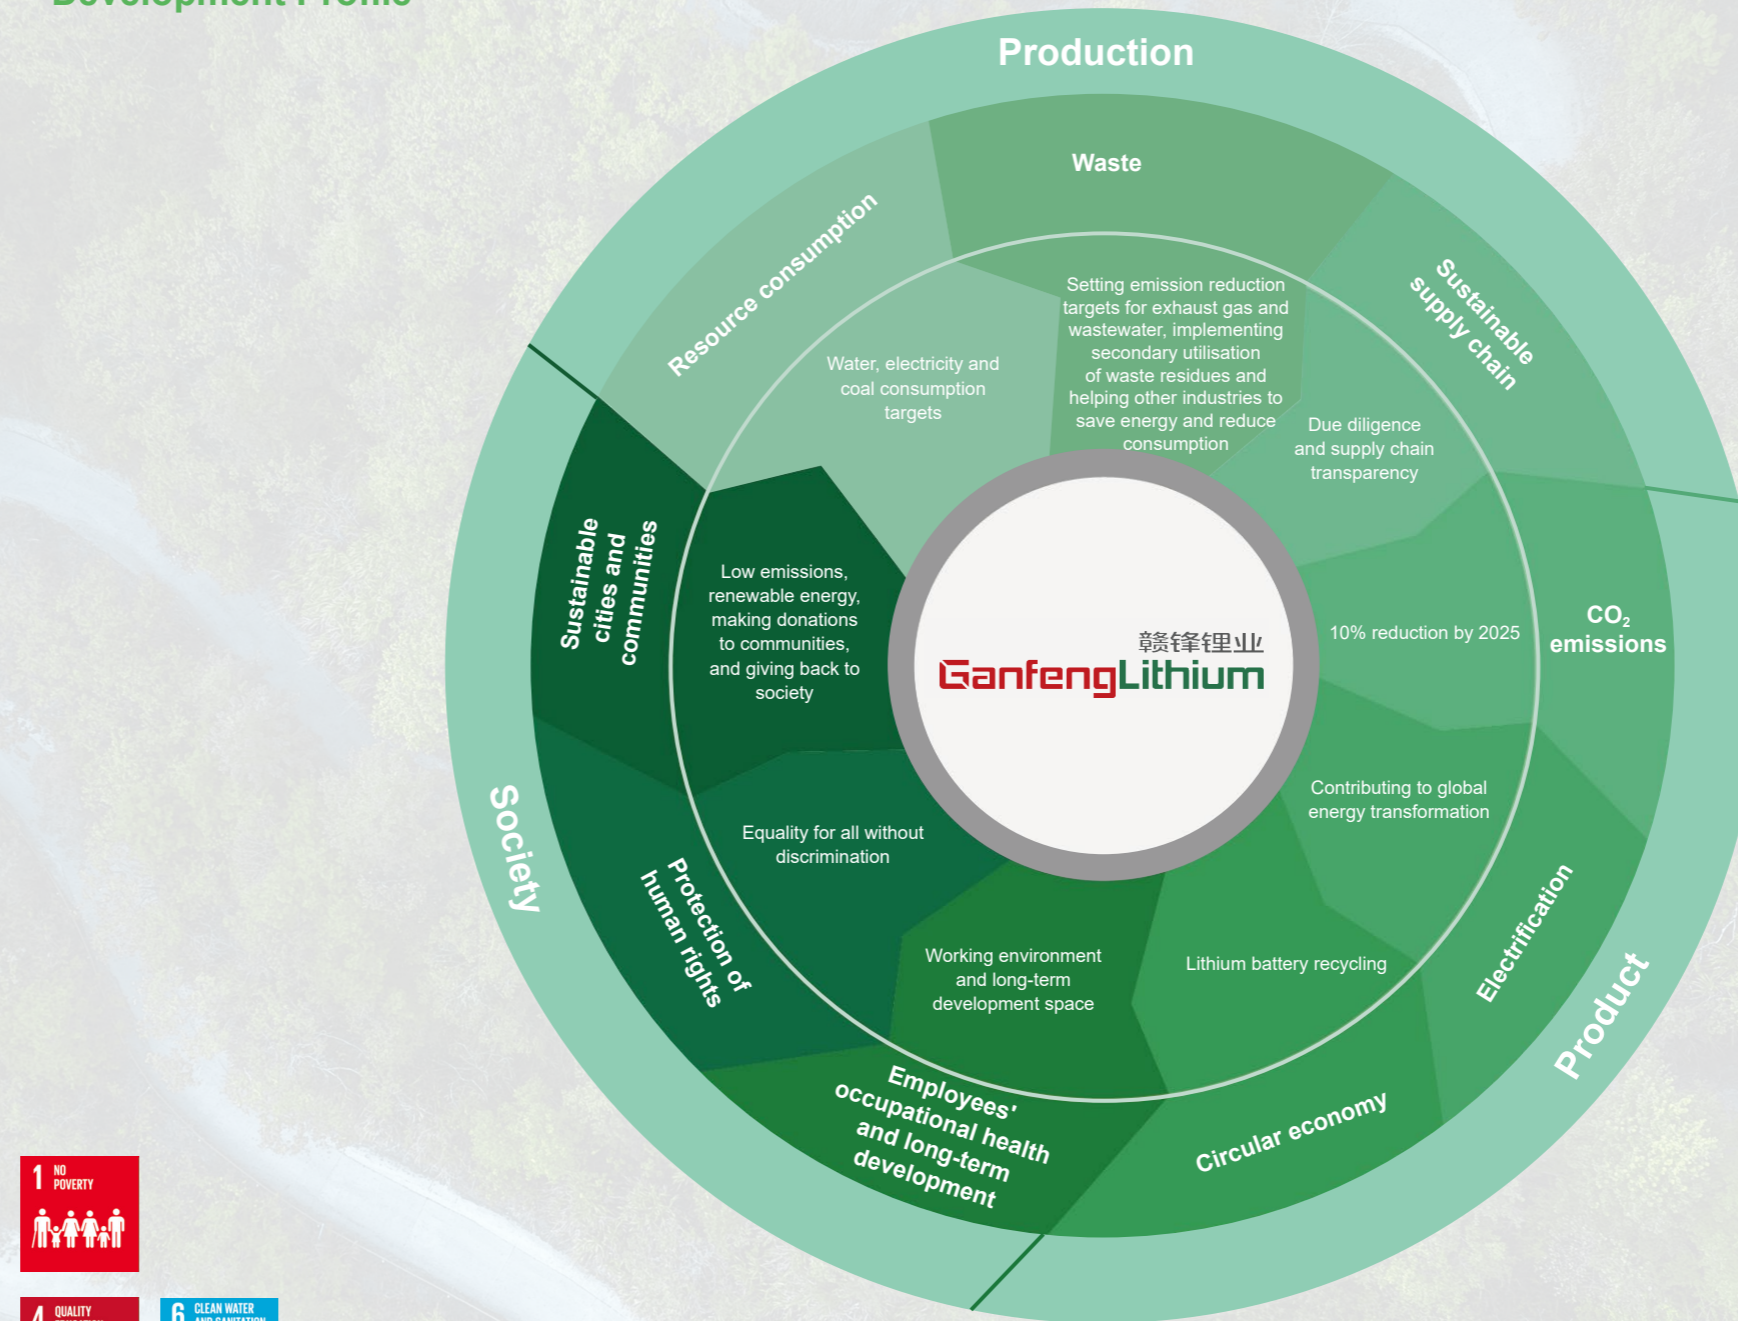 Development Profile
Production
Waste
Resource consumption
Sustainable
supply chain
Setting emission reduction
targets for exhaust gas and
wastewater, implementing
secondary utilisation
of waste residues and
helping other industries to
save energy and reduce
consumption
Water, electricity and
coal consumption
targets
Due diligence
and supply chain
transparency
Sustainable
cities and
communities
Low emissions,
renewable energy,
making donations
to communities,
and giving back to
society
赣锋锂业
GanfengLithium
10% reduction by 2025
CO₂
emissions
Contributing to global
energy transformation
Electrification
Product
Society
Equality for all without
discrimination
Protection of
human rights
Working environment
and long-term
development space
Lithium battery recycling
Employees'
occupational health
and long-term
development
Circular economy
1 NO
POVERTY
4 QUALITY
EDUCATION
6 CLEAN WATER
AND SANITATION